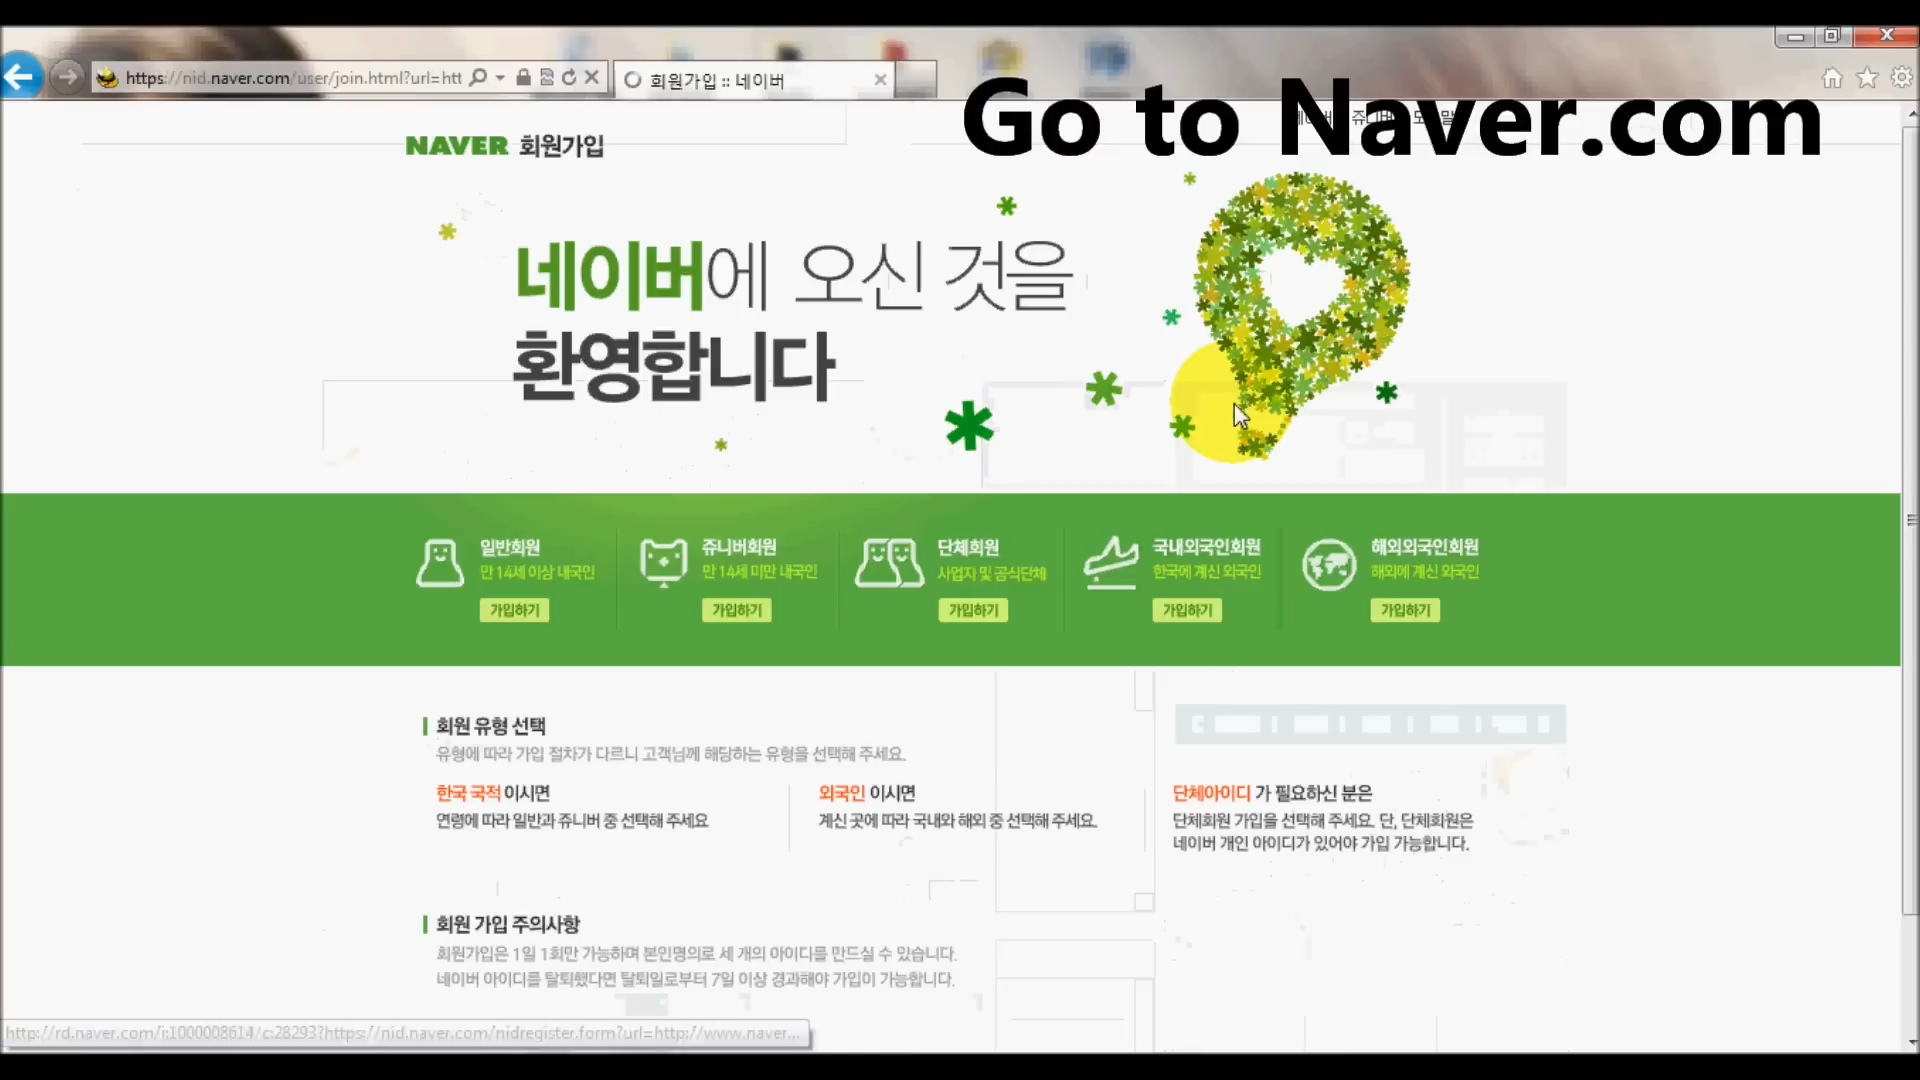 https://nid.naver.com/user/join.html?url=htt
회원가입 :: 네이버
Go to Naver.com
NAVER 회원가입
네이버에 오신 것을
환영합니다
일반회원
만 14세 이상 내국인
가입하기
쥬니버회원
만 14세 미만 내국인
가입하기
단체회원
사업자 및 공식단체
가입하기
국내외국인회원
한국에 계신 외국인
가입하기
해외외국인회원
해외에 계신 외국인
가입하기
회원 유형 선택
유형에 따라 가입 절차가 다르니 고객님께 해당하는 유형을 선택해 주세요.
한국 국적 이시면
연령에 따라 일반과 쥬니버 중 선택해 주세요
외국인 이시면
계신 곳에 따라 국내와 해외 중 선택해 주세요.
단체아이디 가 필요하신 분은
단체회원 가입을 선택해 주세요. 단, 단체회원은
네이버 개인 아이디가 있어야 가입 가능합니다.
회원 가입 주의사항
회원가입은 1일 1회만 가능하며 본인명의로 세 개의 아이디를 만드실 수 있습니다.
네이버 아이디를 탈퇴했다면 탈퇴일로부터 7일 이상 경과해야 가입이 가능합니다.
http://rd.naver.com/i:1000008614/c:28293?https://nid.naver.com/nidregister.form?url=http://www.naver...